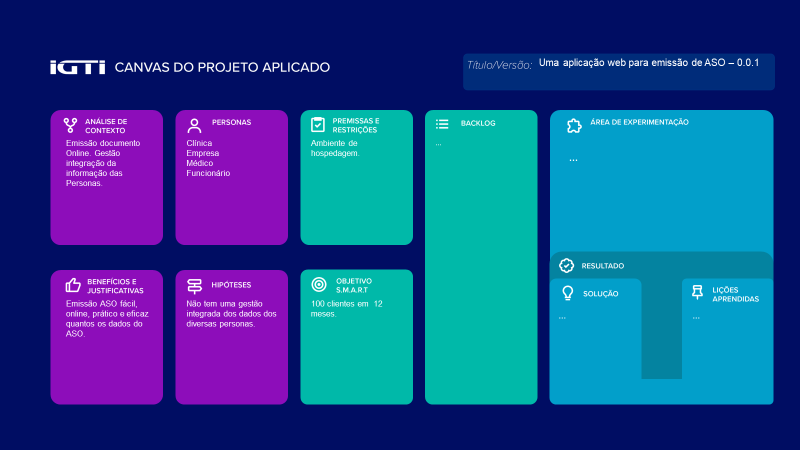 iGTi CANVAS DO PROJETO APLICADO
Título/Versão: Uma aplicação web para emissão de ASO – 0.0.1
ANÁLISE DE
CONTEXTO
Emissão documento
Online. Gestão
integração da
informação das
Personas.
PERSONAS
Clínica
Empresa
Médico
Funcionário
PREMISSAS E
RESTRIÇÕES
Ambiente de
hospedagem.
BACKLOG
...
ÁREA DE EXPERIMENTAÇÃO
...
BENEFÍCIOS E
JUSTIFICATIVAS
Emissão ASO fácil,
online, prático e eficaz
quantos os dados do
ASO.
HIPÓTESES
Não tem uma gestão
integrada dos dados dos
diversas personas.
OBJETIVO
S.M.A.R.T
100 clientes em 12
meses.
RESULTADO
SOLUÇÃO
...
LIÇÕES
APRENDIDAS
...